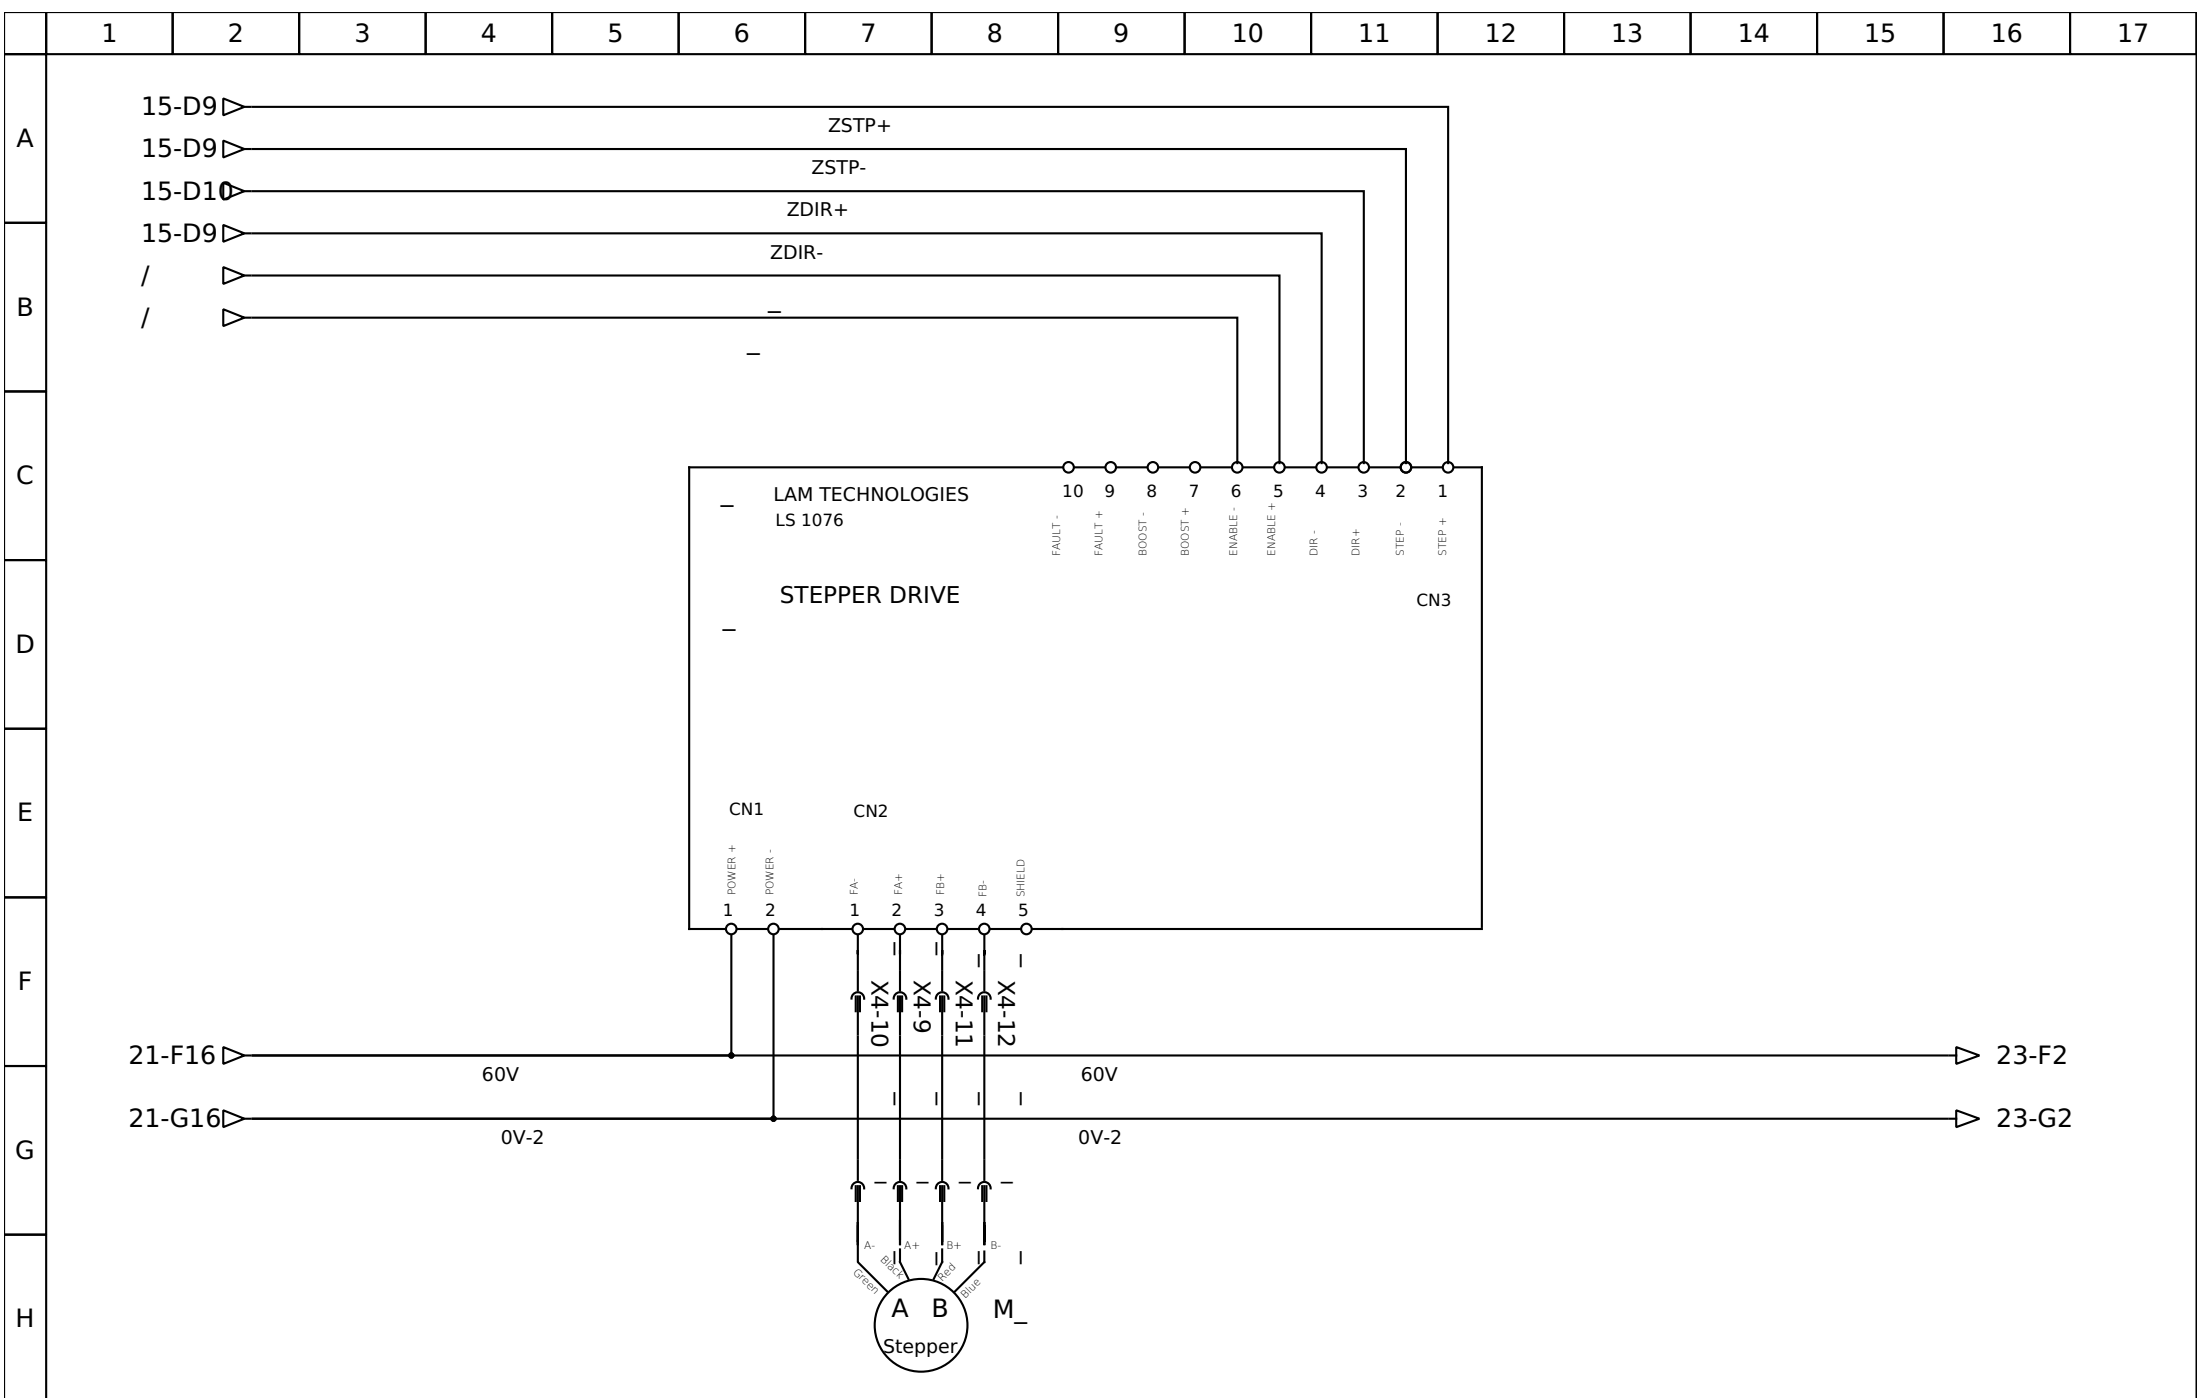 1 2 3 4 5 6 7 8 9 10 11 12 13 14 15 16 17
A
B
C
D
E
F
G
H
15-D9
ZSTP+
15-D9
ZSTP-
15-D10
ZDIR+
15-D9
ZDIR-
/
_
/
_
_
LAM TECHNOLOGIES
LS 1076
10 9 8 7 6 5 4 3 2 1
FAULT - FAULT + BOOST - BOOST + ENABLE - ENABLE + DIR - DIR+ STEP - STEP +
STEPPER DRIVE
CN3
_
CN1
CN2
POWER + POWER - FA- FA+ FB+ FB- SHIELD
1 2 1 2 3 4 5
X4-10 X4-9 X4-11 X4-12
21-F16
60V
60V
23-F2
21-G16
0V-2
0V-2
23-G2
A- A+ B+ B-
Green Black Red Blue
A B
M_
Stepper